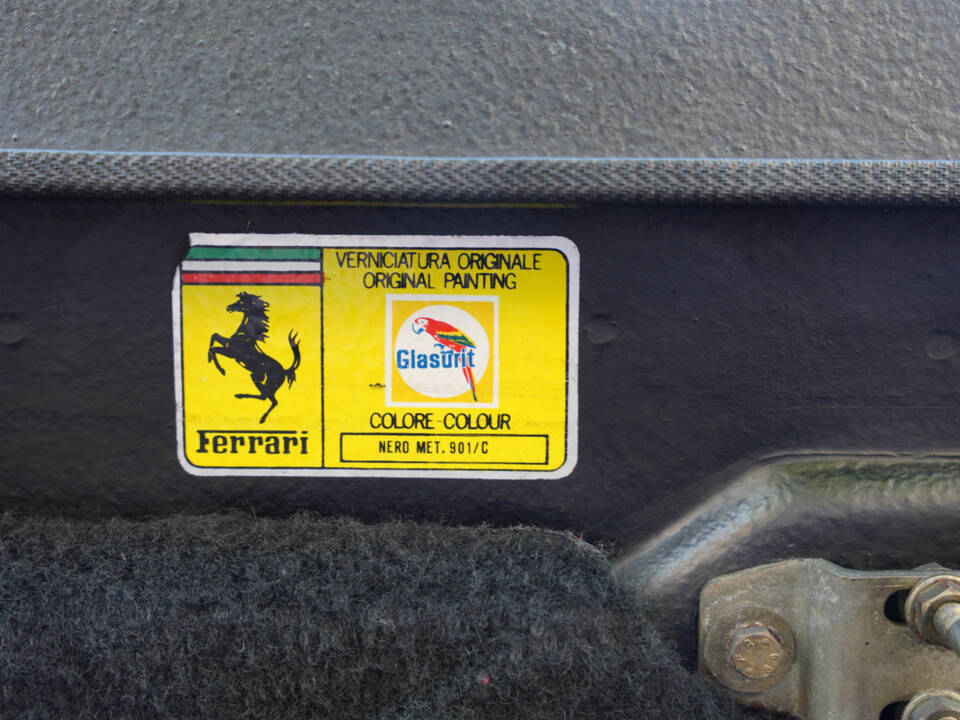 VERNICIATURA ORIGINALE
ORIGINAL PAINTING
Glasurit
COLORE-COLOUR
NERO MET. 901/C
Ferrari